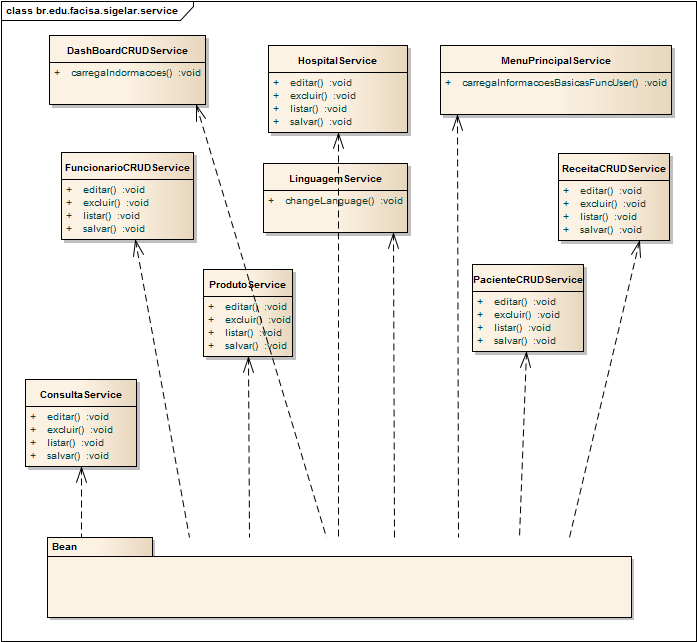 class br.edu.facisa.sigelar.service
DashBoardCRUDService
+ carregaIndormacoes() :void
HospitalService
+ editar() :void
+ excluir() :void
+ listar() :void
+ salvar() :void
MenuPrincipalService
+ carregaInformacoesBasicasFuncUser() :void
FuncionarioCRUDService
+ editar() :void
+ excluir() :void
+ listar() :void
+ salvar() :void
LinguagemService
+ changeLanguage() :void
ReceitaCRUDService
+ editar() :void
+ excluir() :void
+ listar() :void
+ salvar() :void
ProdutoService
+ editar() :void
+ excluir() :void
+ listar() :void
+ salvar() :void
PacienteCRUDService
+ editar() :void
+ excluir() :void
+ listar() :void
+ salvar() :void
ConsultaService
+ editar() :void
+ excluir() :void
+ listar() :void
+ salvar() :void
Bean